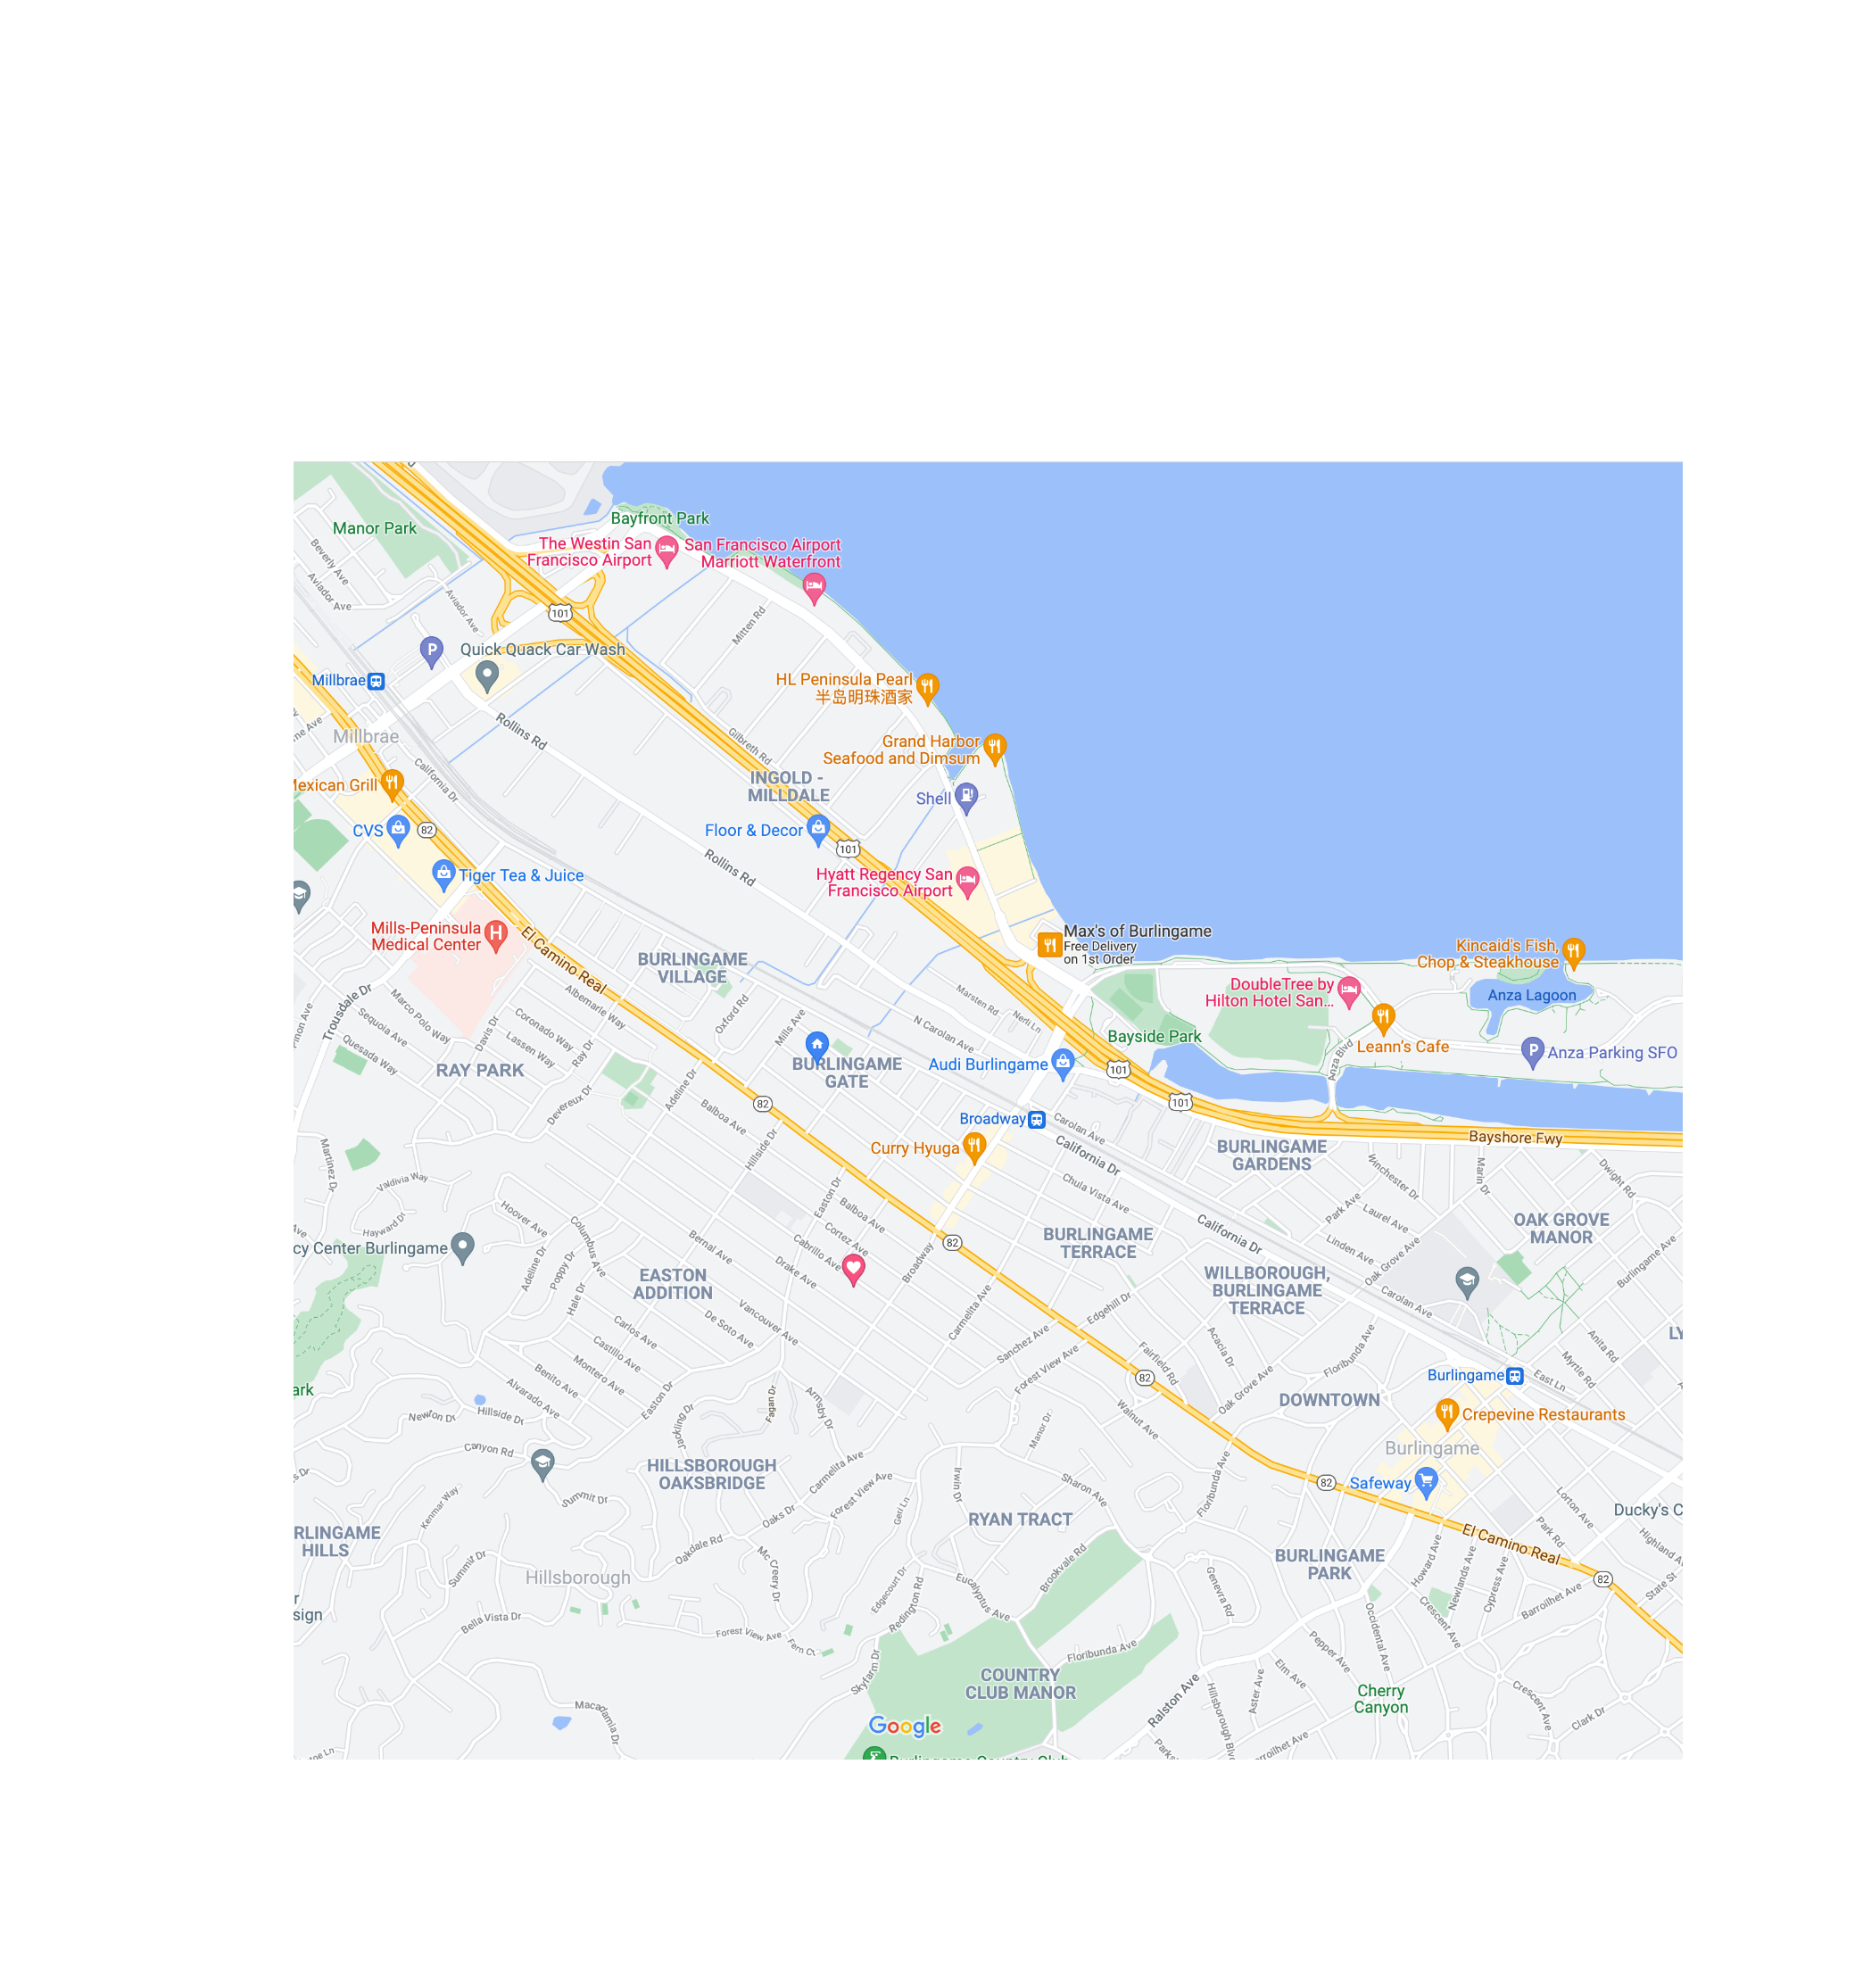 Manor Park
Bayfront Park
The Westin San
Francisco Airport
San Francisco Airport
Marriott Waterfront
Beverly Ave
Aviador Ave
Aviador Ave
101
Mitten Rd
Quick Quack Car Wash
P
Millbrae
HL Peninsula Pearl
半岛明珠酒家
Rollins Rd
ne Ave
Millbrae
Gilbreth Rd
Grand Harbor
Seafood and Dimsum
California Dr
INGOLD -
MILLDALE
Mexican Grill
Shell
CVS
82
Floor & Decor
101
Rollins Rd
Tiger Tea & Juice
Hyatt Regency San
Francisco Airport
Mills-Peninsula
Medical Center
H
El Camino Real
Max's of Burlingame
Free Delivery
on 1st Order
Kincaid's Fish,
Chop & Steakhouse
BURLINGAME
VILLAGE
DoubleTree by
Hilton Hotel San...
Anza Lagoon
Trousdale Dr
Marco Polo Way
Albemarle Way
Oxford Rd
Marsten Rd
Sequoia Ave
Coronado Way
Mills Ave
Nerli Ln
N Carolan Ave
Bayside Park
Leann's Cafe
Pinon Ave
Davis Dr
Lassen Way
Ray Dr
Quesada Way
P
Anza Parking SFO
Anza Blvd
RAY PARK
BURLINGAME
GATE
Audi Burlingame
101
Adeline Dr
Devereux Dr
82
101
Balboa Ave
Broadway
Carolan Ave
Hillside Dr
Curry Hyuga
California Dr
BURLINGAME
GARDENS
Bayshore Fwy
Martinez Dr
Valdivia Way
Chula Vista Ave
Winchester Dr
Marin Dr
Dwight Rd
Easton Dr
Balboa Ave
Park Ave
Hoover Ave
Hayward Dr
Columbus Ave
Cortez Ave
Laurel Ave
OAK GROVE
MANOR
Ave
cy Center Burlingame
Bernal Ave
Cabrillo Ave
82
BURLINGAME
TERRACE
California Dr
Linden Ave
Oak Grove Ave
Burlingame Ave
Adeline Dr
Poppy Dr
Drake Ave
Broadway
EASTON
ADDITION
WILLBOROUGH,
BURLINGAME
TERRACE
Hale Dr
Carolan Ave
Vancouver Ave
Carmelita Ave
Edgehill Dr
De Soto Ave
Carlos Ave
Sanchez Ave
Acacia Dr
Floribunda Ave
Anita Rd
LY
Castillo Ave
Fairfield Rd
Myrtle Rd
Montero Ave
Benito Ave
Forest View Ave
82
Burlingame
East Ln
ark
Alvarado Ave
Easton Dr
Fagan Dr
Armsby Dr
Oak Grove Ave
DOWNTOWN
Newton Dr
Hillside Dr
Jackling Dr
Manor Dr
Walnut Ave
Crepevine Restaurants
Canyon Rd
Burlingame
HILLSBOROUGH
OAKSBRIDGE
s Dr
Carmelita Ave
Irwin Dr
Sharon Ave
Floribunda Ave
82
Safeway
Summit Dr
Kenmar Way
Forest View Ave
Geri Ln
Oaks Dr
Lorton Ave
Ducky's C
RYAN TRACT
RLINGAME
HILLS
Oakdale Rd
Park Rd
El Camino Real
Highland A
Summit Dr
Mc Creery Dr
Brookvale Rd
BURLINGAME
PARK
Howard Ave
Newlands Ave
Cypress Ave
82
State St
Hillsborough
Edgecourt Dr
Redington Rd
Eucalyptus Ave
Genevra Rd
Barroilhet Ave
r
sign
Bella Vista Dr
Crescent Ave
Occidental Ave
Forest View Ave
Fern Ct
Floribunda Ave
Pepper Ave
Skyfarm Dr
COUNTRY
CLUB MANOR
Elm Ave
Aster Ave
Ralston Ave
Hillsborough Blvd
Cherry
Canyon
Crescent Ave
Macadamia Dr
Google
Clark Dr
toe Ln
Burlingame Country Club
Park
arroilhet Ave